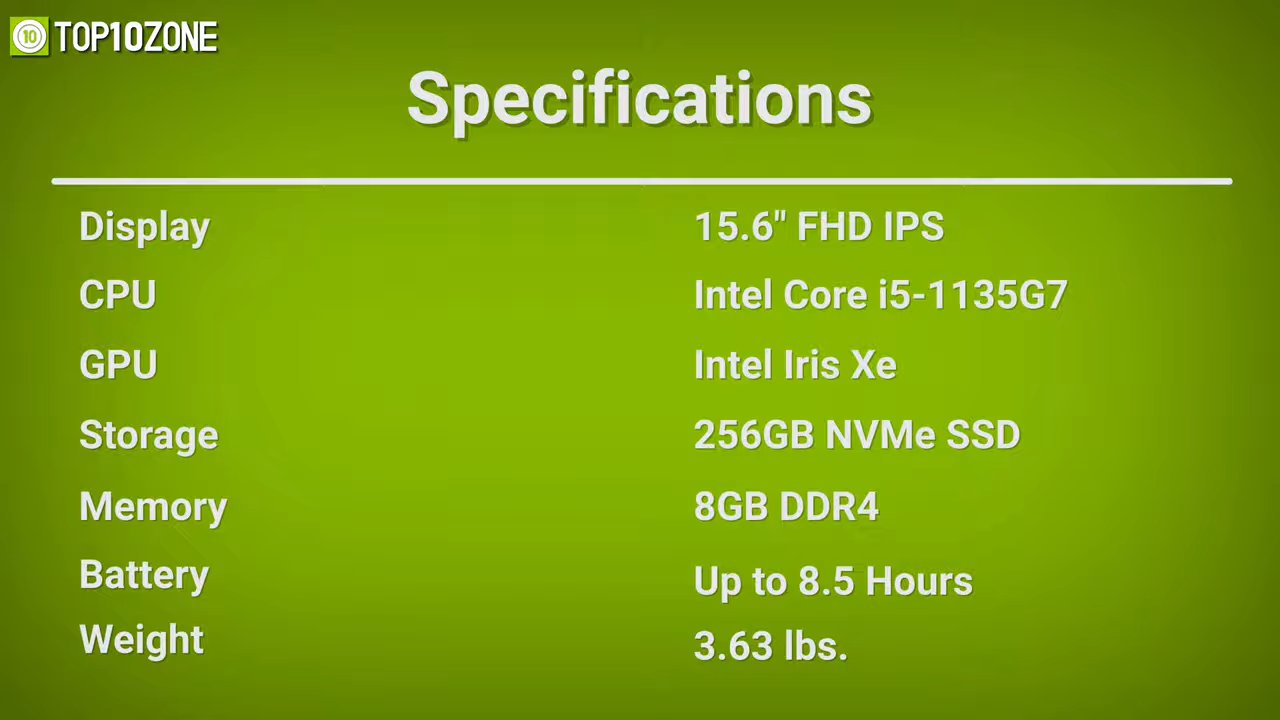 10 TOP10ZONE
Specifications
Display 15.6" FHD IPS
CPU Intel Core i5-1135G7
GPU Intel Iris Xe
Storage 256GB NVMe SSD
Memory 8GB DDR4
Battery Up to 8.5 Hours
Weight 3.63 lbs.